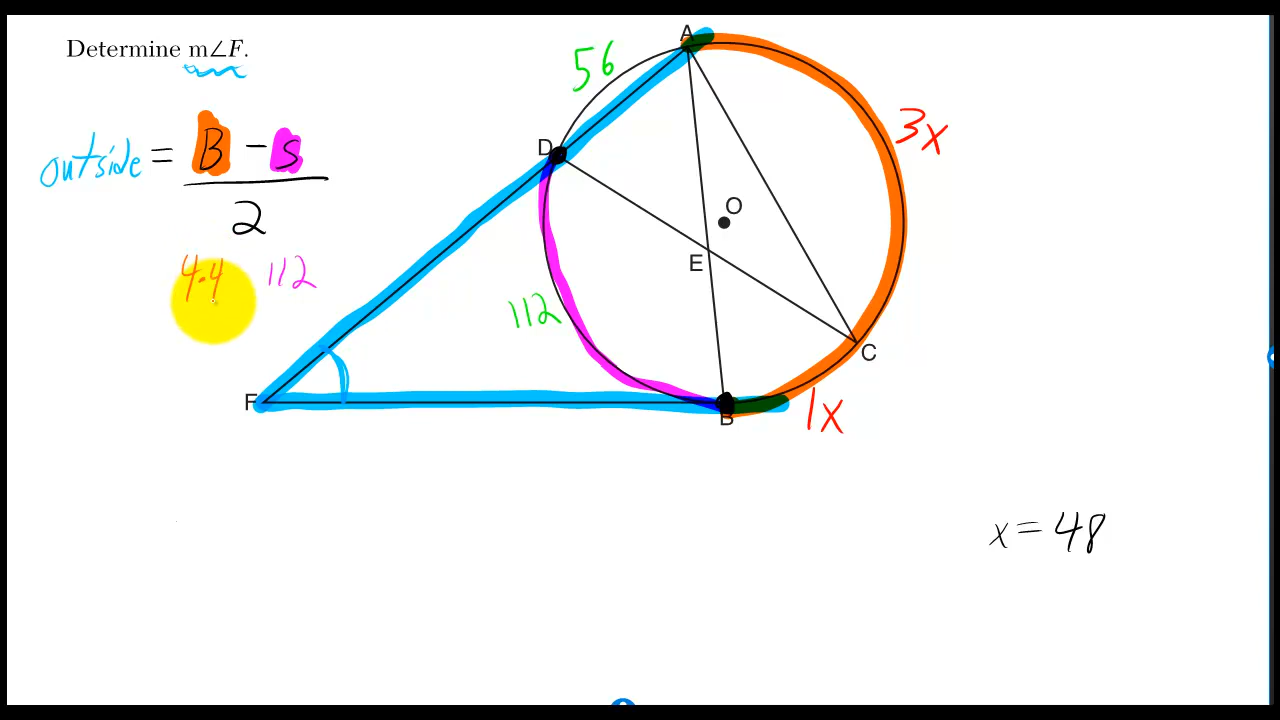 Determine m∠F.
outside = B - s
2
4·4 112
56
112
3x
1x
A
D
O
E
C
F
B
x = 48